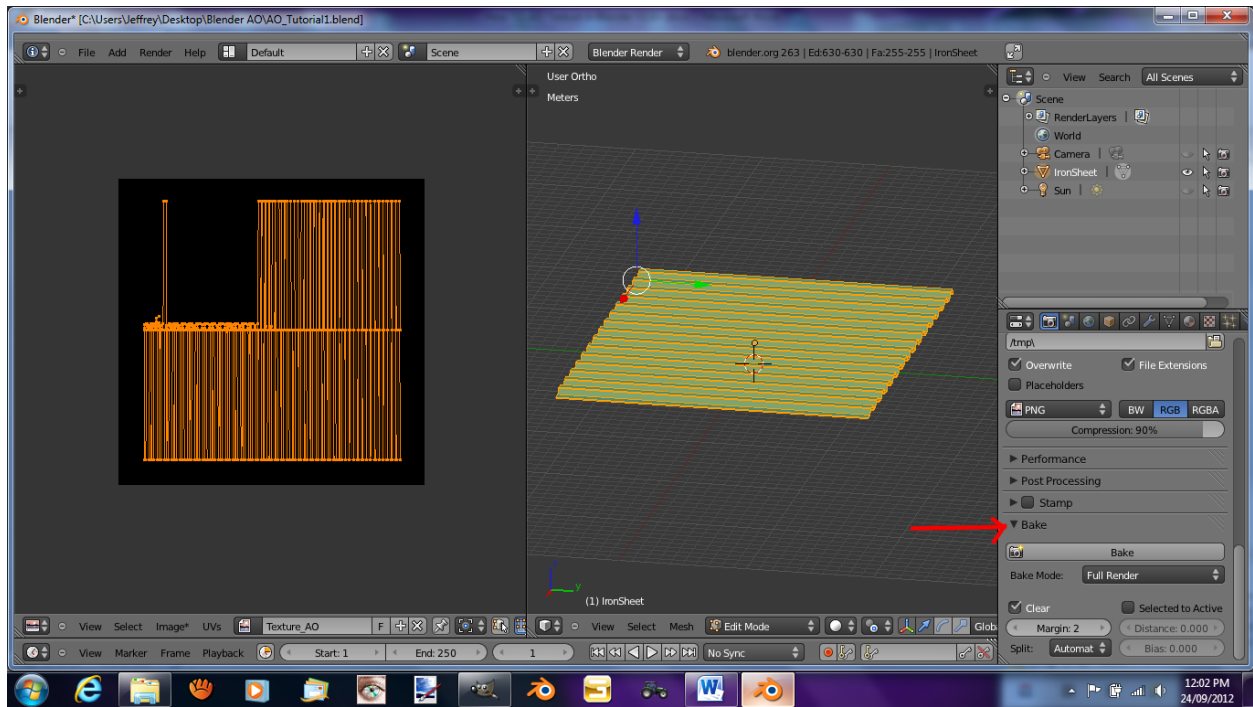 Blender* [C:\Users\Jeffrey\Desktop\Blender AO\AO_Tutorial1.blend]
File Add Render Help Default Scene Blender Render blender.org 263 | Ed:630-630 | Fa:255-255 | IronSheet
User Ortho
Meters
View Search All Scenes
Scene
RenderLayers |
World
Camera |
IronSheet |
Sun |
/tmp\
Overwrite File Extensions
Placeholders
PNG BW RGB RGBA
Compression: 90%
Performance
Post Processing
Stamp
Bake
Bake
Bake Mode: Full Render
Clear Selected to Active
Margin: 2 Distance: 0.000
Split: Automat Bias: 0.000
z
y
(1) IronSheet
View Select Image* UVs Texture_AO F View Select Mesh Edit Mode Glob
View Marker Frame Playback Start: 1 End: 250 1 No Sync
12:02 PM
24/09/2012